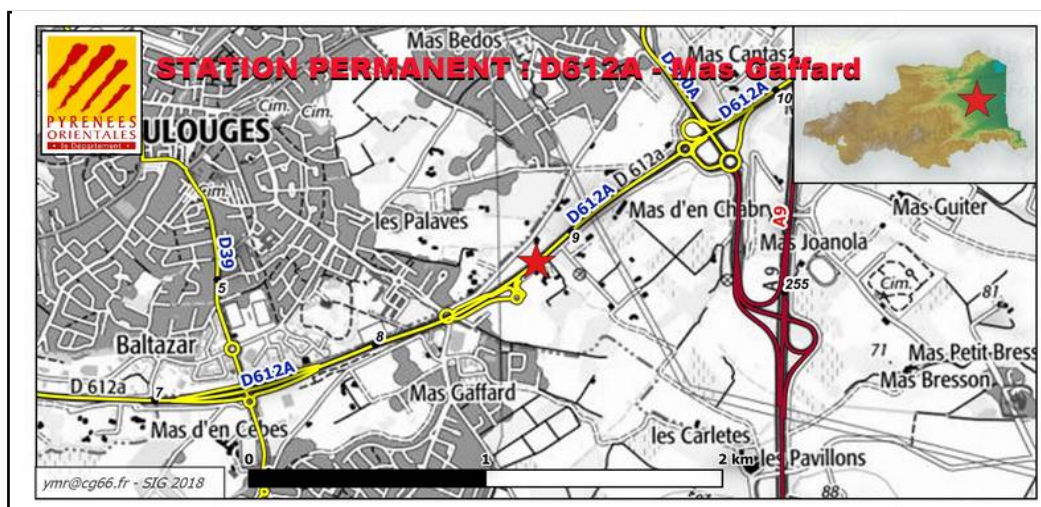 Mas Bedos
Mas Cantas
STATION PERMANENT : D612A - Mas Gaffard
PYRENEES
ORIENTALES
le Département
Cim.
Cim.
D612A
10
OULOUGES
D 612a
Cim.
les Palaves
D612A
Mas d'en Chabry
A9
Mas Guiter
D39
9
Mas Joanola
A 9
Cim.
5
255
81
8
Baltazar
71
Mas Petit-Bress
D 612a
7
D612A
Mas Gaffard
Mas Bresson
Mas d'en Cebes
les Carletes
0
1
2 km
les Pavillons
ymr@cg66.fr - SIG 2018
88